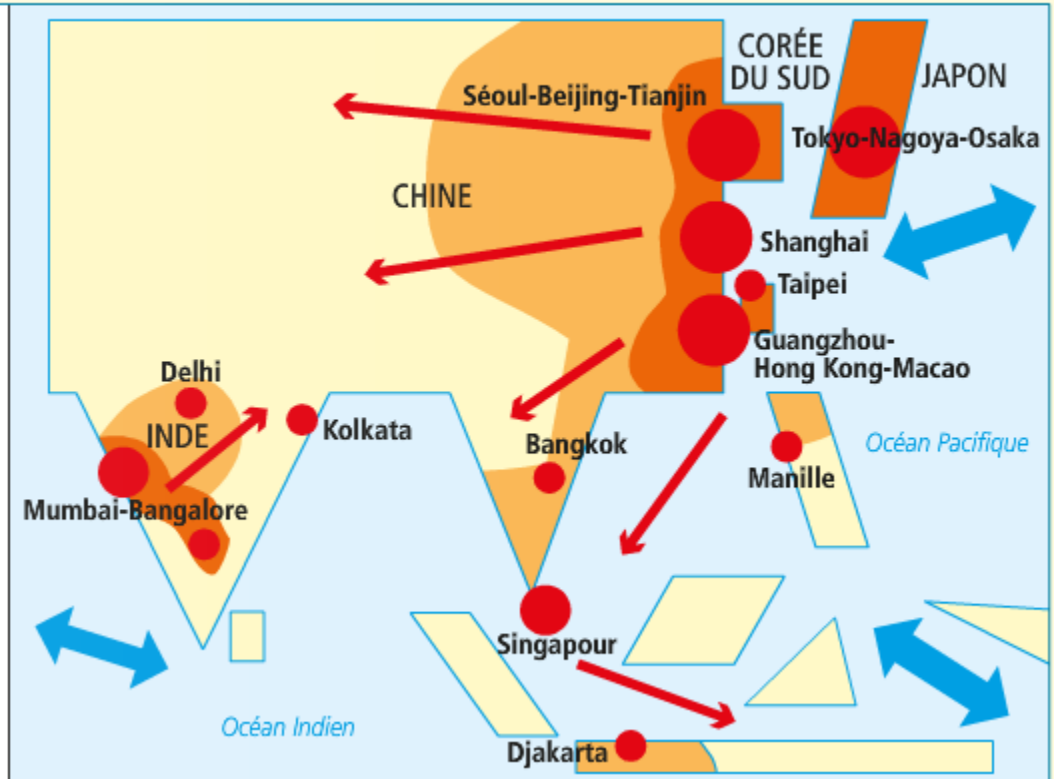 CORÉE
DU SUD
JAPON
Séoul-Beijing-Tianjin
Tokyo-Nagoya-Osaka
CHINE
Shanghai
Taipei
Guangzhou-
Hong Kong-Macao
Delhi
INDE
Kolkata
Bangkok
Océan Pacifique
Manille
Mumbai-Bangalore
Singapour
Océan Indien
Djakarta